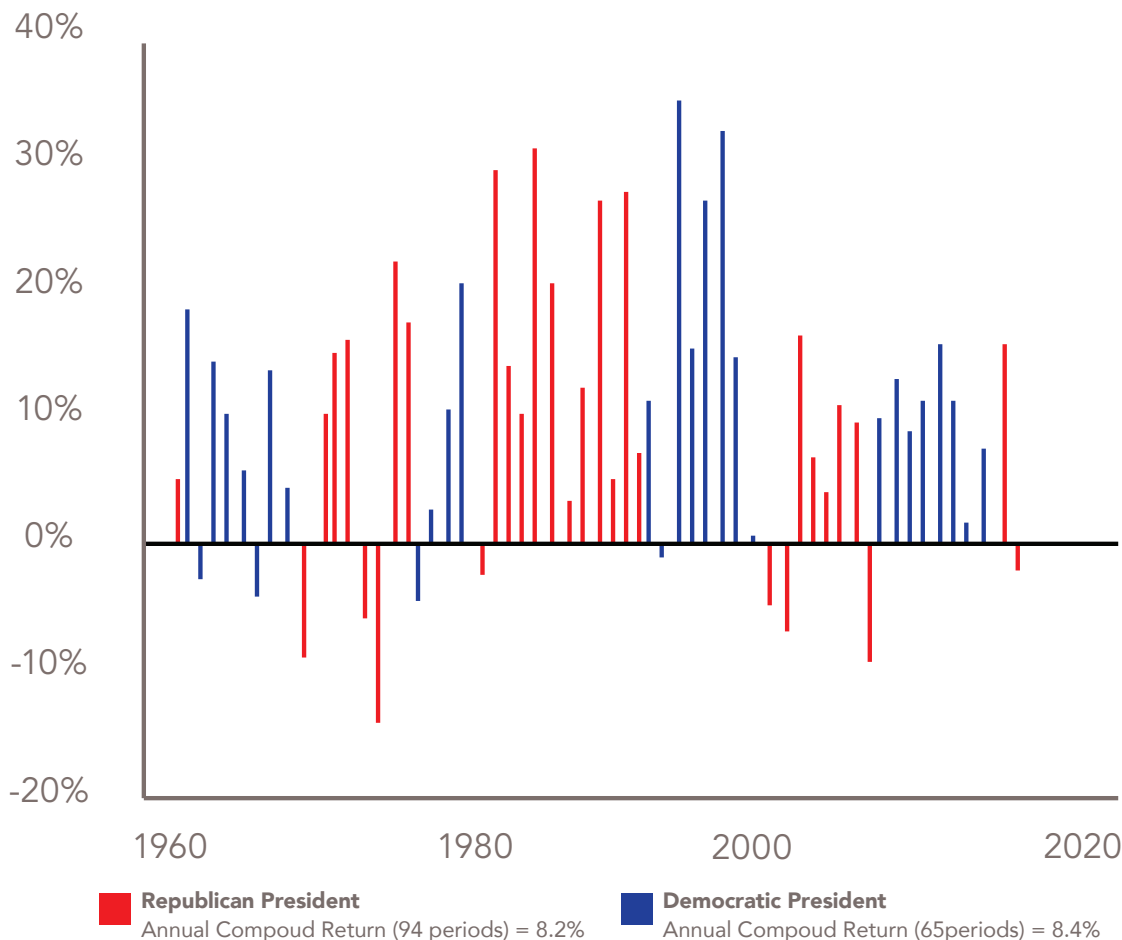 40%
30%
20%
10%
0%
-10%
-20%
1960 1980 2000 2020
Republican President
Annual Compoud Return (94 periods) = 8.2%
Democratic President
Annual Compoud Return (65periods) = 8.4%